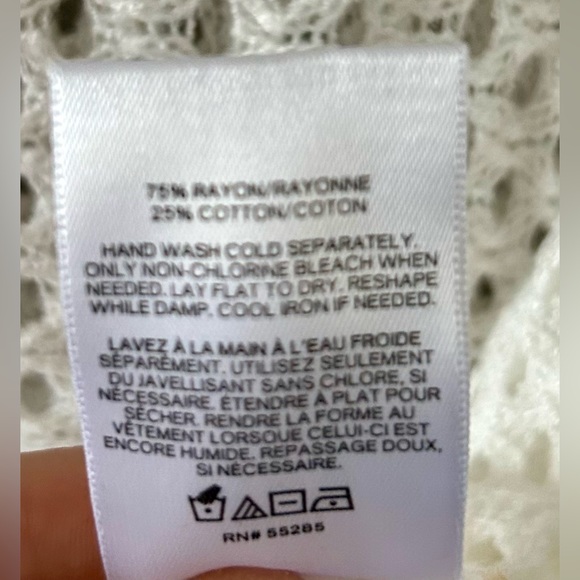 75% RAYON/RAYONNE
25% COTTON/COTON
HAND WASH COLD SEPARATELY.
ONLY NON-CHLORINE BLEACH WHEN
NEEDED. LAY FLAT TO DRY. RESHAPE
WHILE DAMP. COOL IRON IF NEEDED.
LAVEZ À LA MAIN À L'EAU FROIDE
SÉPARÉMENT. UTILISEZ SEULEMENT
DU JAVELLISANT SANS CHLORE, SI
NÉCESSAIRE. ÉTENDRE À PLAT POUR
SÉCHER. RENDRE LA FORME AU
VÊTEMENT LORSQUE CELUI-CI EST
ENCORE HUMIDE. REPASSAGE DOUX,
SI NÉCESSAIRE.
RN# 55285